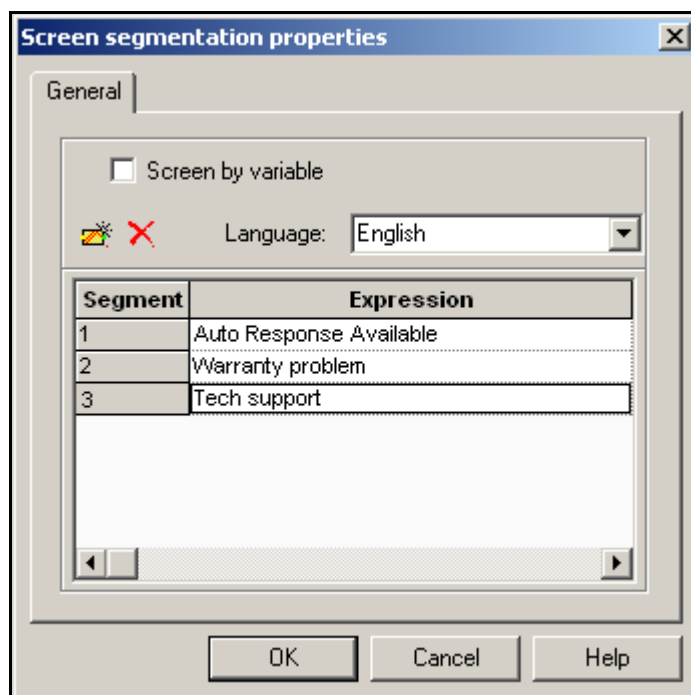 Screen segmentation properties
General
Screen by variable
Language: English
Segment Expression
1 Auto Response Available
2 Warranty problem
3 Tech support
OK Cancel Help